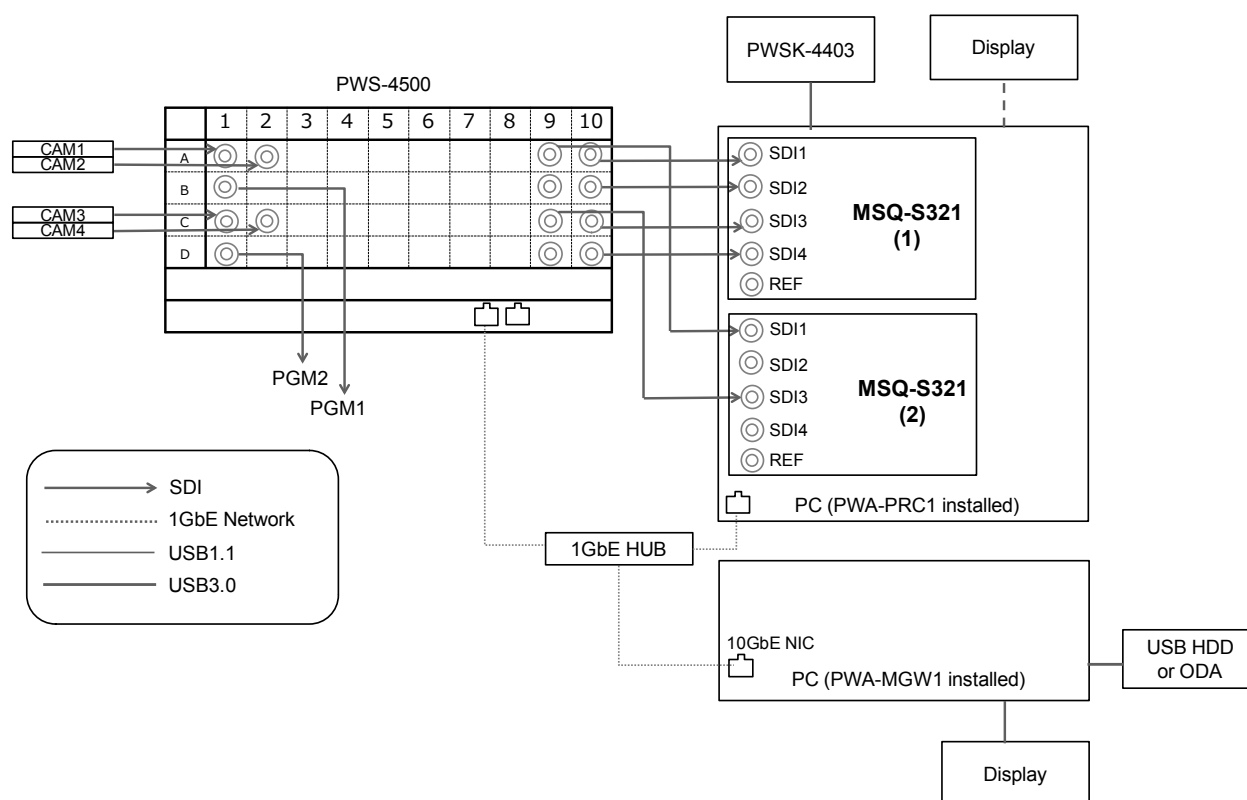 PWSK-4403
Display
PWS-4500
1 2 3 4 5 6 7 8 9 10
CAM1
CAM2
A
B
CAM3
CAM4
C
D
PGM2
PGM1
SDI1
SDI2
SDI3
SDI4
REF
MSQ-S321
(1)
SDI1
SDI2
SDI3
SDI4
REF
MSQ-S321
(2)
PC (PWA-PRC1 installed)
SDI
1GbE Network
USB1.1
USB3.0
1GbE HUB
10GbE NIC
PC (PWA-MGW1 installed)
USB HDD
or ODA
Display